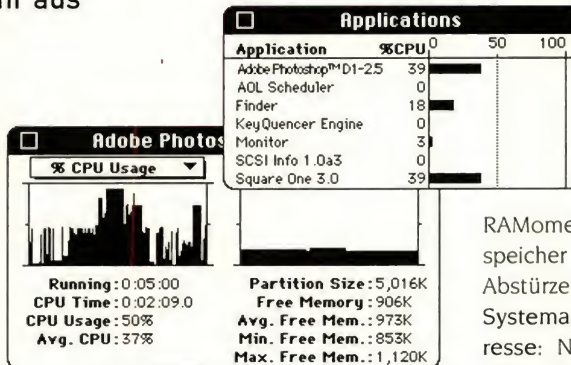 ads
Applications
Application %CPU 0 50 100
Adobe Photoshop™ D1-2.5 39
AOL Scheduler 0
Finder 18
KeyQuencer Engine 0
Monitor 3
SCSI Info 1.0a3 0
Square One 3.0 39
Adobe Photos
% CPU Usage
Running: 0:05:00
CPU Time: 0:02:09.0
CPU Usage: 50%
Avg. CPU: 37%
Partition Size: 5,016K
Free Memory: 906K
Avg. Free Mem.: 973K
Min. Free Mem.: 853K
Max. Free Mem.: 1,120K
RAMome
speicher
Abstürze
Systema
resse: N